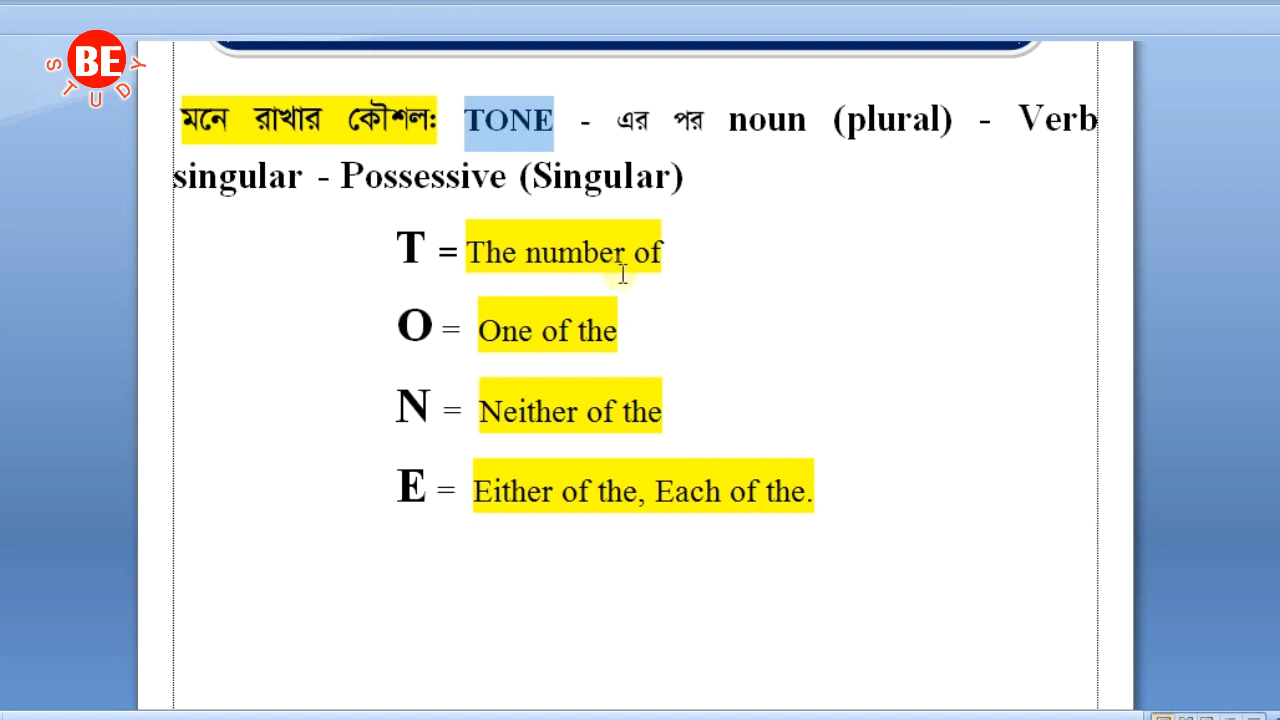 BE
STUDY
মনে রাখার কৌশল: TONE - এর পর noun (plural) - Verb
singular - Possessive (Singular)
T = The number of
O = One of the
N = Neither of the
E = Either of the, Each of the.